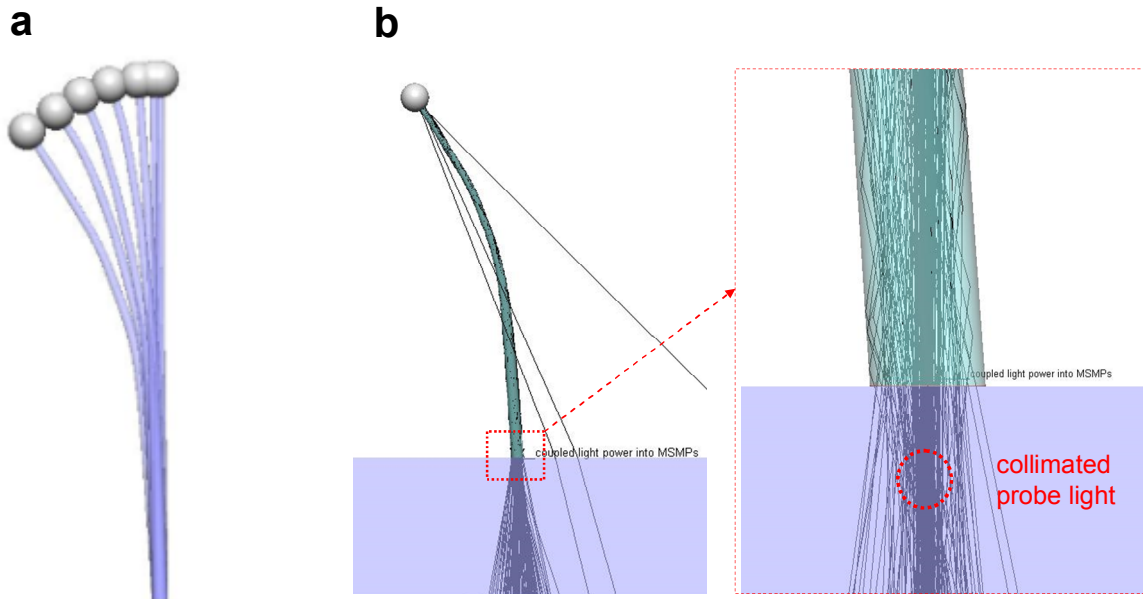 a
b
coupled light power into MSMPs
coupled light power into MSMPs
collimated
probe light